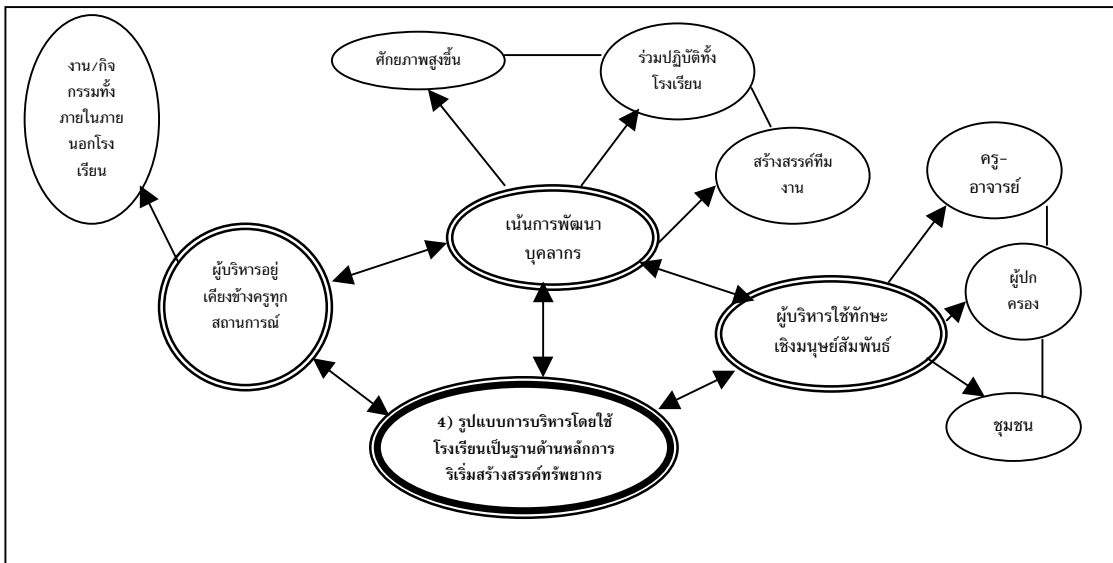 งาน/กิจ
กรรมทั้ง
ภายในภาย
นอกโรง
เรียน
ศักยภาพสูงขึ้น
ร่วมปฏิบัติทั้ง
โรงเรียน
สร้างสรรค์ทีม
งาน
ครู-
อาจารย์
ผู้ปก
ครอง
ชุมชน
เน้นการพัฒนา
บุคลากร
ผู้บริหารอยู่
เคียงข้างครูทุก
สถานการณ์
ผู้บริหารใช้ทักษะ
เชิงมนุษย์สัมพันธ์
4) รูปแบบการบริหารโดยใช้
โรงเรียนเป็นฐานด้านหลักการ
ริเริ่มสร้างสรรค์ทรัพยากร